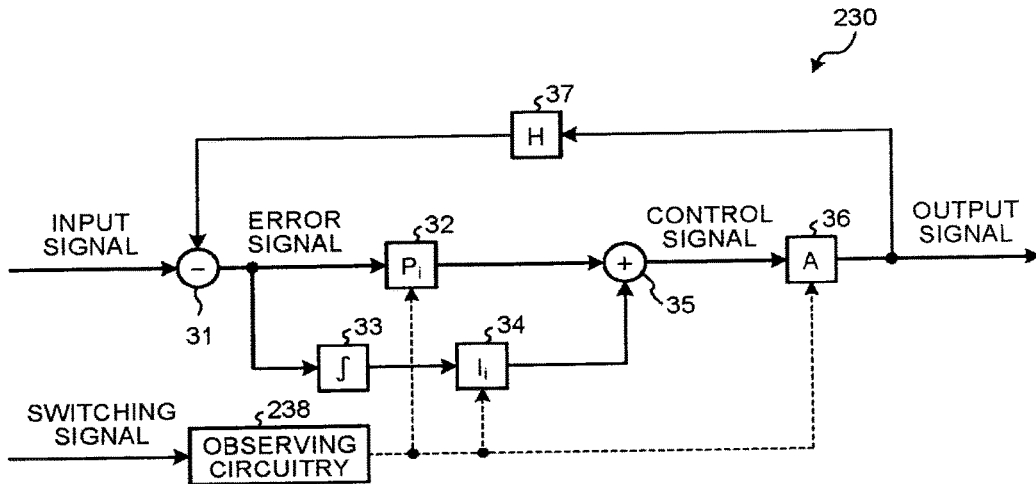 230
37
H
INPUT
SIGNAL
ERROR
SIGNAL
32
CONTROL
SIGNAL
36
OUTPUT
SIGNAL
−
Pi
+
A
31
35
33
34
∫
Ii
SWITCHING
SIGNAL
238
OBSERVING
CIRCUITRY